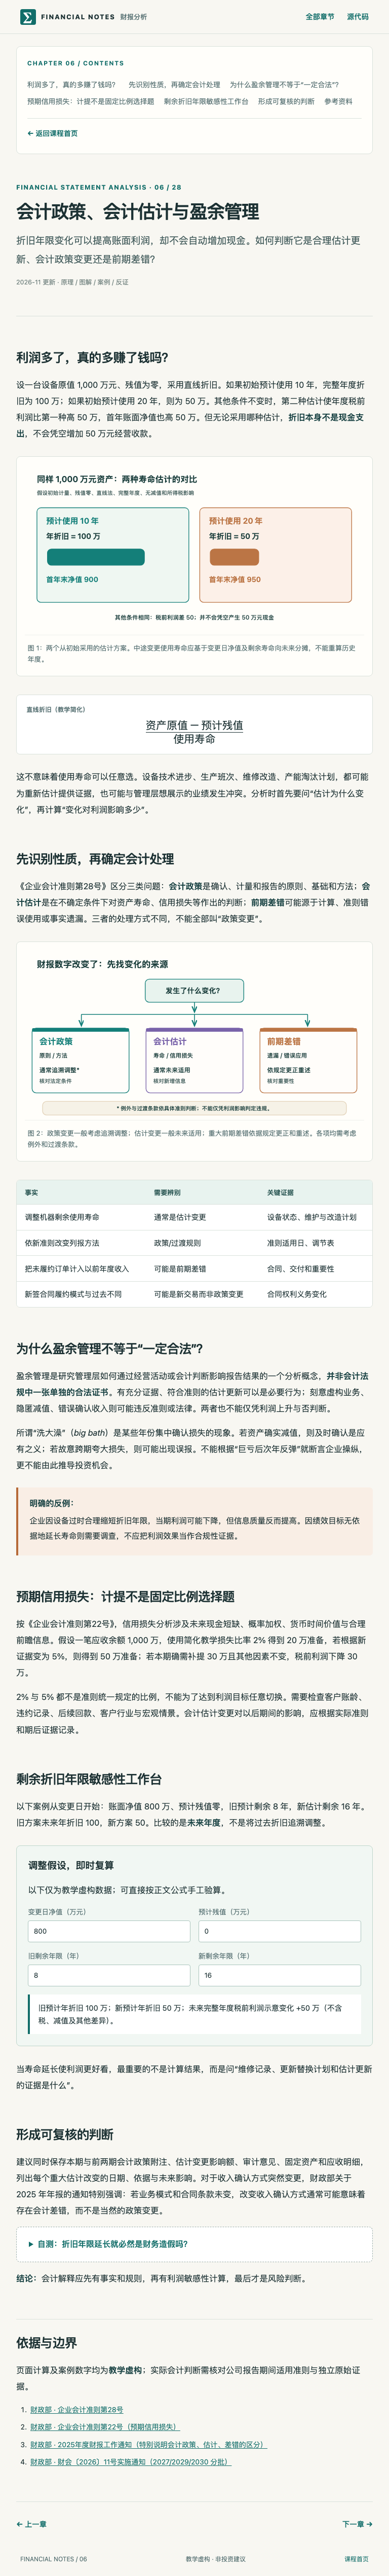 FINANCIAL NOTES 财报分析
全部章节 源代码
CHAPTER 06 / CONTENTS
利润多了，真的多赚了钱吗？ 先识别性质，再确定会计处理 为什么盈余管理不等于“一定合法”？
预期信用损失：计提不是固定比例选择题 剩余折旧年限敏感性工作台 形成可复核的判断 参考资料
← 返回课程首页
FINANCIAL STATEMENT ANALYSIS · 06 / 28
会计政策、会计估计与盈余管理
折旧年限变化可以提高账面利润，却不会自动增加现金。如何判断它是合理估计更
新、会计政策变更还是前期差错？
2026-11 更新 · 原理 / 图解 / 案例 / 反证
利润多了，真的多赚了钱吗？
设一台设备原值 1,000 万元、残值为零，采用直线折旧。如果初始预计使用 10 年，完整年度折
旧为 100 万；如果初始预计使用 20 年，则为 50 万。其他条件不变时，第二种估计使年度税前
利润比第一种高 50 万，首年账面净值也高 50 万。但无论采用哪种估计，折旧本身不是现金支
出，不会凭空增加 50 万元经营收款。
同样 1,000 万元资产：两种寿命估计的对比
假设初始计量、残值零、直线法、完整年度、无减值和所得税影响
预计使用 10 年
年折旧 = 100 万
首年末净值 900
预计使用 20 年
年折旧 = 50 万
首年末净值 950
其他条件相同：税前利润差 50；并不会凭空产生 50 万元现金
图 1：两个从初始采用的估计方案。中途变更使用寿命应基于变更日净值及剩余寿命向未来分摊，不能重算历史
年度。
直线折旧（教学简化）
资产原值 − 预计残值
使用寿命
这不意味着使用寿命可以任意选。设备技术进步、生产班次、维修改造、产能淘汰计划，都可能
为重新估计提供证据，也可能与管理层想展示的业绩发生冲突。分析时首先要问“估计为什么变
化”，再计算“变化对利润影响多少”。
先识别性质，再确定会计处理
《企业会计准则第28号》区分三类问题：会计政策是确认、计量和报告的原则、基础和方法；会
计估计是在不确定条件下对资产寿命、信用损失等作出的判断；前期差错可能源于计算、准则错
误使用或事实遗漏。三者的处理方式不同，不能全部叫“政策变更”。
财报数字改变了：先找变化的来源
发生了什么变化？
会计政策
原则 / 方法
通常追溯调整*
核对法定条件
会计估计
寿命 / 信用损失
通常未来适用
核对新增信息
前期差错
遗漏 / 错误应用
依规定更正重述
核对重要性
* 例外与过渡条款依具体准则判断；不能仅凭利润影响判定违规。
图 2：政策变更一般考虑追溯调整；估计变更一般未来适用；重大前期差错依据规定更正和重述。各项均需考虑
例外和过渡条款。
事实 需要辨别 关键证据
调整机器剩余使用寿命 通常是估计变更 设备状态、维护与改造计划
依新准则改变列报方法 政策/过渡规则 准则适用日、调节表
把未履约订单计入以前年度收入 可能是前期差错 合同、交付和重要性
新签合同履约模式与过去不同 可能是新交易而非政策变更 合同权利义务变化
为什么盈余管理不等于“一定合法”？
盈余管理是研究管理层如何通过经营活动或会计判断影响报告结果的一个分析概念，并非会计法
规中一张单独的合法证书。有充分证据、符合准则的估计更新可以是必要行为；刻意虚构业务、
隐匿减值、错误确认收入则可能违反准则或法律。两者也不能仅凭利润上升与否判断。
所谓“洗大澡”（big bath）是某些年份集中确认大额损失的现象。若资产确实减值，则及时确认是应
有之义；若故意跨期夸大损失，则可能出现误报。不能根据“巨亏后次年反弹”就断言企业操纵，
更不能由此推导投资机会。
明确的反例：
企业因设备过时合理缩短折旧年限，当期利润可能下降，但信息质量反而提高。因绩效目标无依
据地延长寿命则需要调查，不应把利润效果当作合规性证据。
预期信用损失：计提不是固定比例选择题
按《企业会计准则第22号》，信用损失分析涉及未来现金短缺、概率加权、货币时间价值与合理
前瞻信息。假设一笔应收余额 1,000 万，使用简化教学损失比率 2% 得到 20 万准备，若根据新
证据变为 5%，则得到 50 万准备；若本期确需补提 30 万且其他因素不变，税前利润下降 30
万。
2% 与 5% 都不是准则统一规定的比例，不能为了达到利润目标任意切换。需要检查客户账龄、
违约记录、后续回款、客户行业与宏观情景。会计估计变更对以后期间的影响，应根据实际准则
和期后证据记录。
剩余折旧年限敏感性工作台
以下案例从变更日开始：账面净值 800 万、预计残值零，旧预计剩余 8 年，新估计剩余 16 年。
旧方案未来年折旧 100，新方案 50。比较的是未来年度，不是将过去折旧追溯调整。
调整假设，即时复算
以下仅为教学虚构数据；可直接按正文公式手工验算。
变更日净值（万元）
800
预计残值（万元）
0
旧剩余年限（年）
8
新剩余年限（年）
16
旧预计年折旧 100 万；新预计年折旧 50 万；未来完整年度税前利润示意变化 +50 万（不含
税、减值及其他差异）。
当寿命延长使利润更好看，最重要的不是计算结果，而是问“维修记录、更新替换计划和估计更新
的证据是什么”。
形成可复核的判断
建议同时保存本期与前两期会计政策附注、估计变更影响额、审计意见、固定资产和应收明细，
列出每个重大估计改变的日期、依据与未来影响。对于收入确认方式突然变更，财政部关于
2025 年年报的通知特别强调：若业务模式和合同条款未变，改变收入确认方式通常可能意味着
存在会计差错，而不是当然的政策变更。
▶ 自测：折旧年限延长就必然是财务造假吗？
结论：会计解释应先有事实和规则，再有利润敏感性计算，最后才是风险判断。
依据与边界
页面计算及案例数字均为教学虚构；实际会计判断需核对公司报告期间适用准则与独立原始证
据。
1. 财政部 · 企业会计准则第28号
2. 财政部 · 企业会计准则第22号（预期信用损失）
3. 财政部 · 2025年度财报工作通知（特别说明会计政策、估计、差错的区分）
4. 财政部 · 财会〔2026〕11号实施通知（2027/2029/2030 分批）
← 上一章 下一章 →
FINANCIAL NOTES / 06 教学虚构 · 非投资建议 课程首页